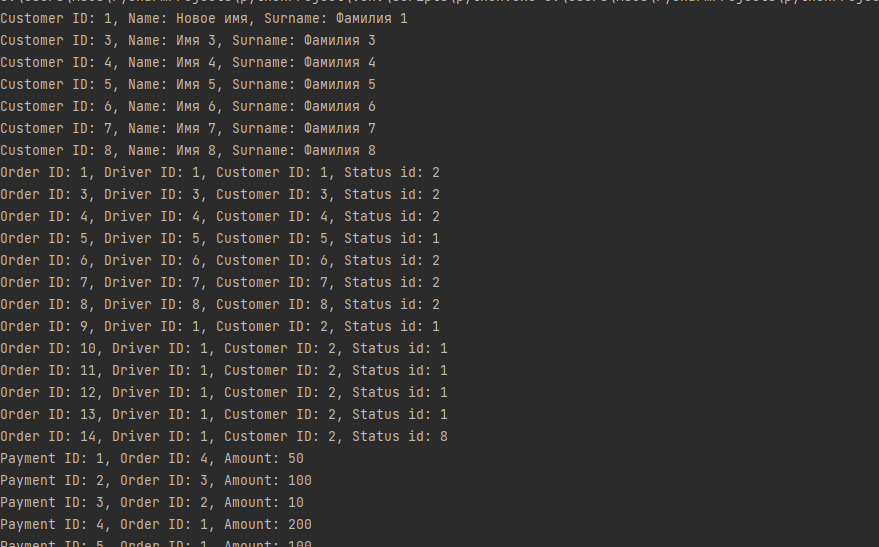 Customer ID: 1, Name: Новое имя, Surname: Фамилия 1
Customer ID: 3, Name: Имя 3, Surname: Фамилия 3
Customer ID: 4, Name: Имя 4, Surname: Фамилия 4
Customer ID: 5, Name: Имя 5, Surname: Фамилия 5
Customer ID: 6, Name: Имя 6, Surname: Фамилия 6
Customer ID: 7, Name: Имя 7, Surname: Фамилия 7
Customer ID: 8, Name: Имя 8, Surname: Фамилия 8
Order ID: 1, Driver ID: 1, Customer ID: 1, Status id: 2
Order ID: 3, Driver ID: 3, Customer ID: 3, Status id: 2
Order ID: 4, Driver ID: 4, Customer ID: 4, Status id: 2
Order ID: 5, Driver ID: 5, Customer ID: 5, Status id: 1
Order ID: 6, Driver ID: 6, Customer ID: 6, Status id: 2
Order ID: 7, Driver ID: 7, Customer ID: 7, Status id: 2
Order ID: 8, Driver ID: 8, Customer ID: 8, Status id: 2
Order ID: 9, Driver ID: 1, Customer ID: 2, Status id: 1
Order ID: 10, Driver ID: 1, Customer ID: 2, Status id: 1
Order ID: 11, Driver ID: 1, Customer ID: 2, Status id: 1
Order ID: 12, Driver ID: 1, Customer ID: 2, Status id: 1
Order ID: 13, Driver ID: 1, Customer ID: 2, Status id: 1
Order ID: 14, Driver ID: 1, Customer ID: 2, Status id: 8
Payment ID: 1, Order ID: 4, Amount: 50
Payment ID: 2, Order ID: 3, Amount: 100
Payment ID: 3, Order ID: 2, Amount: 10
Payment ID: 4, Order ID: 1, Amount: 200
Payment ID: 5, Order ID: 1, Amount: 100